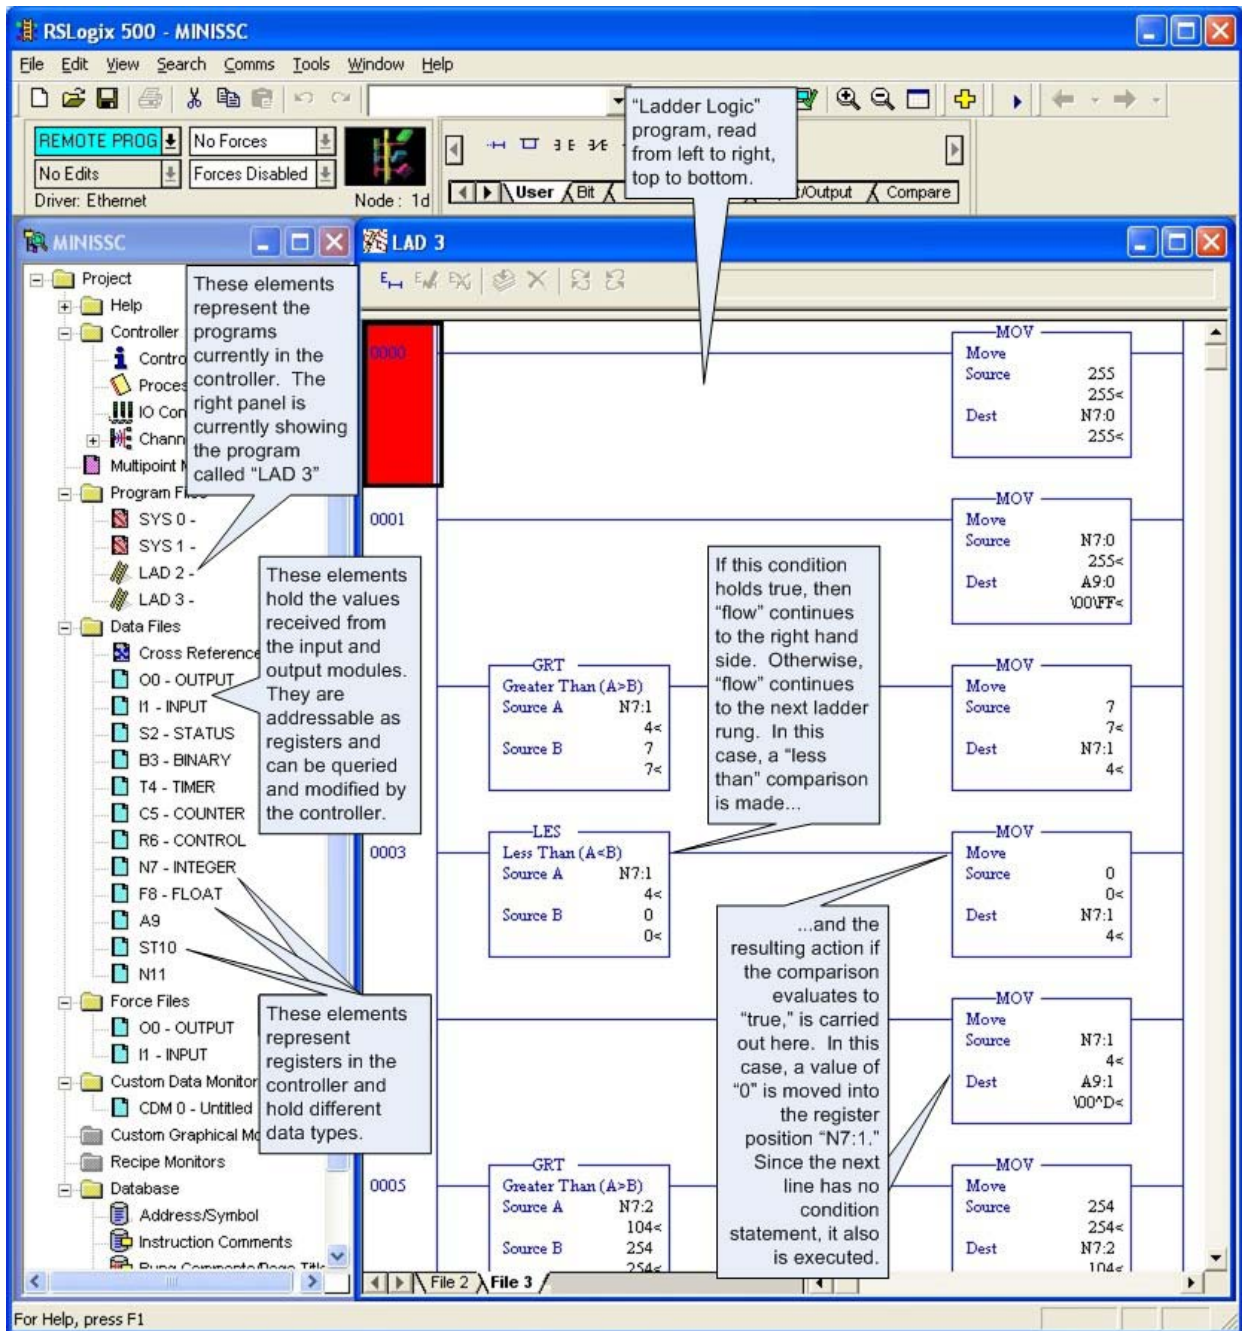 RSLogix 500 - MINISSC
File Edit View Search Comms Tools Window Help
"Ladder Logic"
program, read
from left to right,
top to bottom.
REMOTE PROG
No Forces
No Edits
Forces Disabled
Driver: Ethernet
Node : 1d
User
Bit
/Output
Compare
MINISSC
Project
Help
Controller
IO Con
Multipoint
Program
SYS 0 -
SYS 1 -
LAD 2 -
LAD 3 -
Data Files
Cross Reference
O0 - OUTPUT
I1 - INPUT
S2 - STATUS
B3 - BINARY
T4 - TIMER
C5 - COUNTER
R6 - CONTROL
N7 - INTEGER
F8 - FLOAT
A9
ST10
N11
Force Files
O0 - OUTPUT
I1 - INPUT
Custom Data Monitor
CDM 0 - Untitled
Custom Graphical
Recipe Monitors
Database
Address/Symbol
Instruction Comments
These elements
represent the
programs
currently in the
controller. The
right panel is
currently showing
the program
called "LAD 3"
These elements
hold the values
received from
the input and
output modules.
They are
addressable as
registers and
can be queried
and modified by
the controller.
These elements
represent
registers in the
controller and
hold different
data types.
LAD 3
0000
MOV
Move
Source 255
255<
Dest N7:0
255<
0001
MOV
Move
Source N7:0
255<
Dest A9:0
\00\FF<
GRT
Greater Than (A>B)
Source A N7:1
4<
Source B 7
7<
MOV
Move
Source 7
7<
Dest N7:1
4<
If this condition
holds true, then
"flow" continues
to the right hand
side. Otherwise,
"flow" continues
to the next ladder
rung. In this
case, a "less
than" comparison
is made...
0003
LES
Less Than (A<B)
Source A N7:1
4<
Source B 0
0<
MOV
Move
Source 0
0<
Dest N7:1
4<
...and the
resulting action if
the comparison
evaluates to
"true," is carried
out here. In this
case, a value of
"0" is moved into
the register
position "N7:1."
Since the next
line has no
condition
statement, it also
is executed.
MOV
Move
Source N7:1
4<
Dest A9:1
\00^D<
0005
GRT
Greater Than (A>B)
Source A N7:2
104<
Source B 254
254<
MOV
Move
Source 254
254<
Dest N7:2
104<
File 2 File 3
For Help, press F1